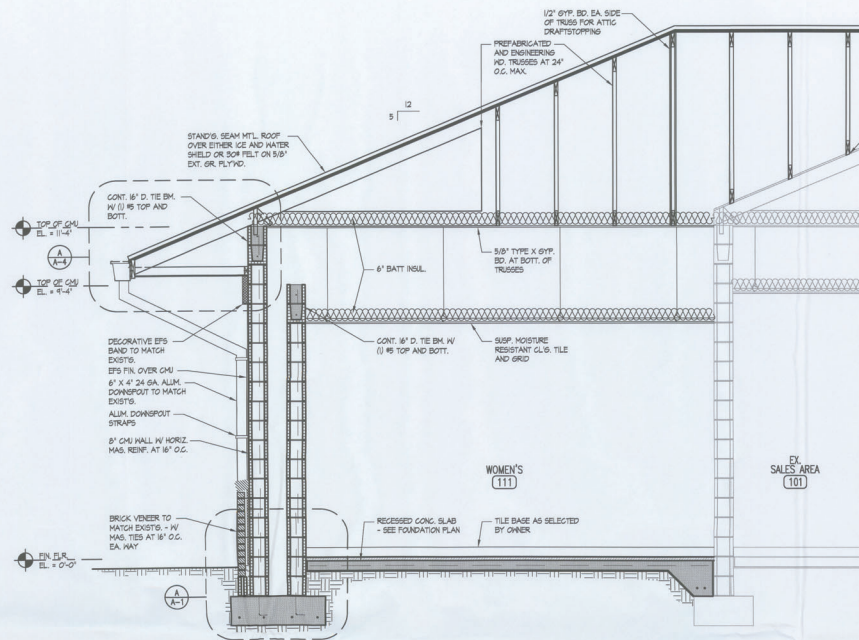 1/2" GYP. BD. EA. SIDE
OF TRUSS FOR ATTIC
DRAFTSTOPPING
PREFABRICATED
AND ENGINEERING
WD. TRUSSES AT 24"
O.C. MAX.
12
5
STAND'G. SEAM MTL. ROOF
OVER EITHER ICE AND WATER
SHIELD OR 30# FELT ON 5/8"
EXT. GR. PLYWD.
CONT. 16" D. TIE BM.
W/ (1) #5 TOP AND
BOTT.
TOP OF CMU
EL. = 11'-4"
A
A-4
TOP OF CMU
EL. = 9'-4"
5/8" TYPE X GYP.
BD. AT BOTT. OF
TRUSSES
6" BATT INSUL.
DECORATIVE EFS
BAND TO MATCH
EXIST'G.
CONT. 16" D. TIE BM. W/
(1) #5 TOP AND BOTT.
SUSP. MOISTURE
RESISTANT CL'G. TILE
AND GRID
EFS FIN. OVER CMU
6" X 4" 24 GA. ALUM.
DOWNSPOUT TO MATCH
EXIST'G.
ALUM. DOWNSPOUT
STRAPS
8" CMU WALL W/ HORIZ.
MAS. REINF. AT 16" O.C.
WOMEN'S
111
EX.
SALES AREA
101
BRICK VENEER TO
MATCH EXIST'G. - W/
MAS. TIES AT 16" O.C.
EA. WAY
RECESSED CONC. SLAB
- SEE FOUNDATION PLAN
TILE BASE AS SELECTED
BY OWNER
FIN. FLR.
EL. = 0'-0"
A
A-1